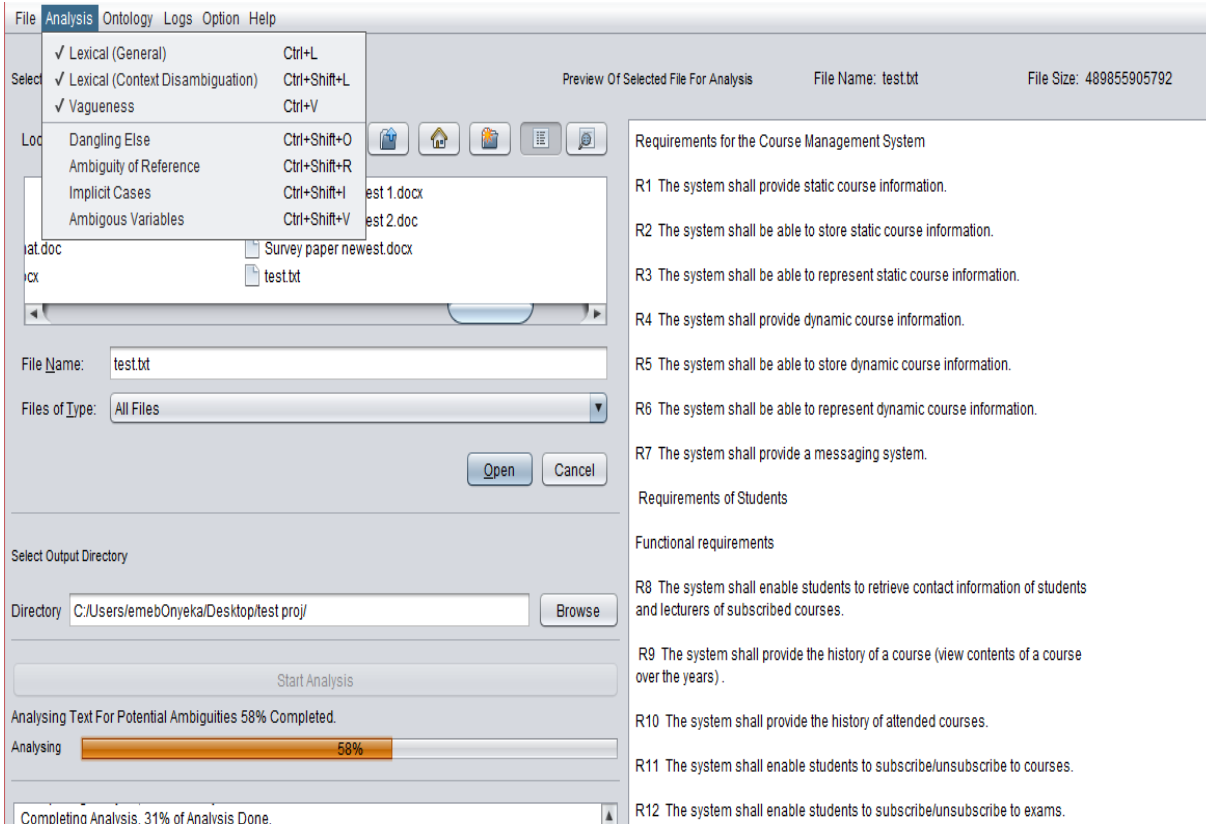 File Analysis Ontology Logs Option Help
✓ Lexical (General) Ctrl+L
✓ Lexical (Context Disambiguation) Ctrl+Shift+L
✓ Vagueness Ctrl+V
Dangling Else Ctrl+Shift+O
Ambiguity of Reference Ctrl+Shift+R
Implicit Cases Ctrl+Shift+I
Ambigous Variables Ctrl+Shift+V
Select
Preview Of Selected File For Analysis File Name: test.txt File Size: 489855905792
est 1.docx
est 2.doc
Survey paper newest.docx
test.txt
File Name: test.txt
Files of Type: All Files
Open Cancel
Select Output Directory
Directory C:/Users/emebOnyeka/Desktop/test proj/ Browse
Start Analysis
Analysing Text For Potential Ambiguities 58% Completed.
Analysing 58%
Completing Analysis, 31% of Analysis Done.
Requirements for the Course Management System
R1 The system shall provide static course information.
R2 The system shall be able to store static course information.
R3 The system shall be able to represent static course information.
R4 The system shall provide dynamic course information.
R5 The system shall be able to store dynamic course information.
R6 The system shall be able to represent dynamic course information.
R7 The system shall provide a messaging system.
Requirements of Students
Functional requirements
R8 The system shall enable students to retrieve contact information of students
and lecturers of subscribed courses.
R9 The system shall provide the history of a course (view contents of a course
over the years) .
R10 The system shall provide the history of attended courses.
R11 The system shall enable students to subscribe/unsubscribe to courses.
R12 The system shall enable students to subscribe/unsubscribe to exams.